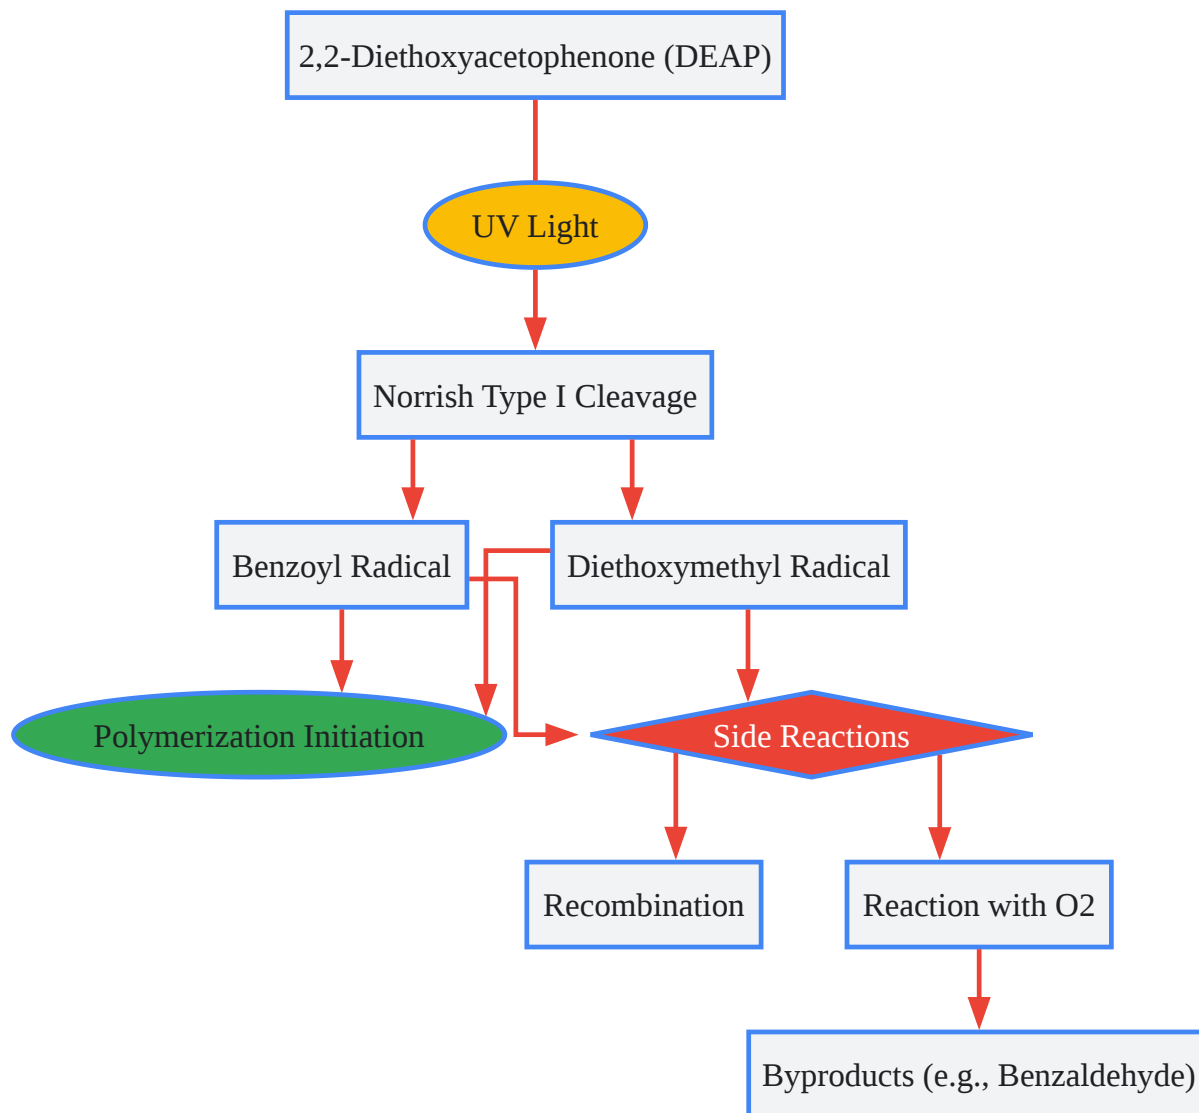 2,2-Diethoxyacetophenone (DEAP)
UV Light
Norrish Type I Cleavage
Benzoyl Radical
Diethoxymethyl Radical
Polymerization Initiation
Side Reactions
Recombination
Reaction with O2
Byproducts (e.g., Benzaldehyde)